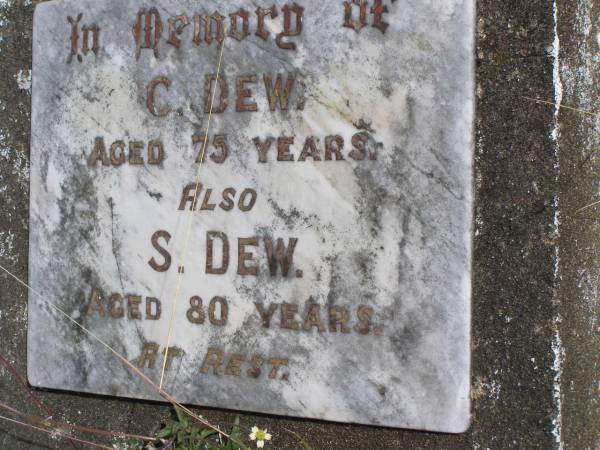 In Memory of
C. DEW.
AGED 75 YEARS.
ALSO
S. DEW.
AGED 80 YEARS.
AT REST.